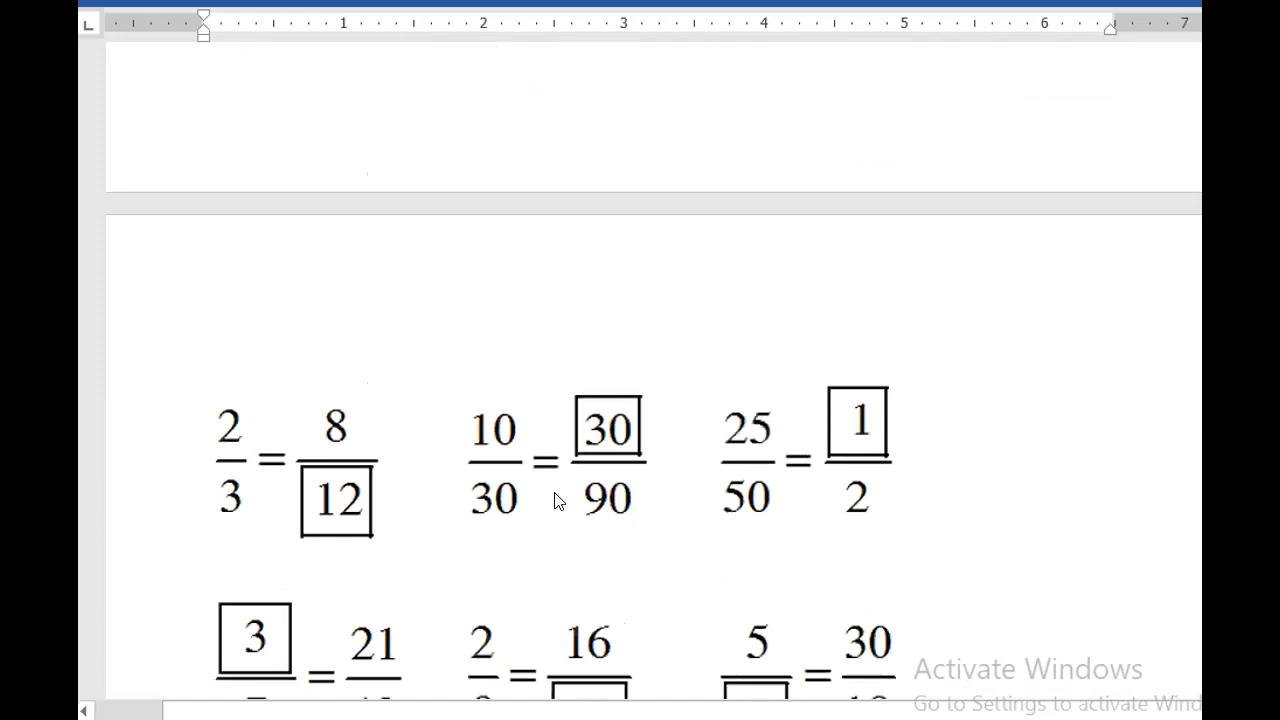 1 2 3 4 5 6 7
2/3 = 8/12 10/30 = 30/90 25/50 = 1/2
3 = 21 2 = 16 5 = 30
Activate Windows
Go to Settings to activate Wind